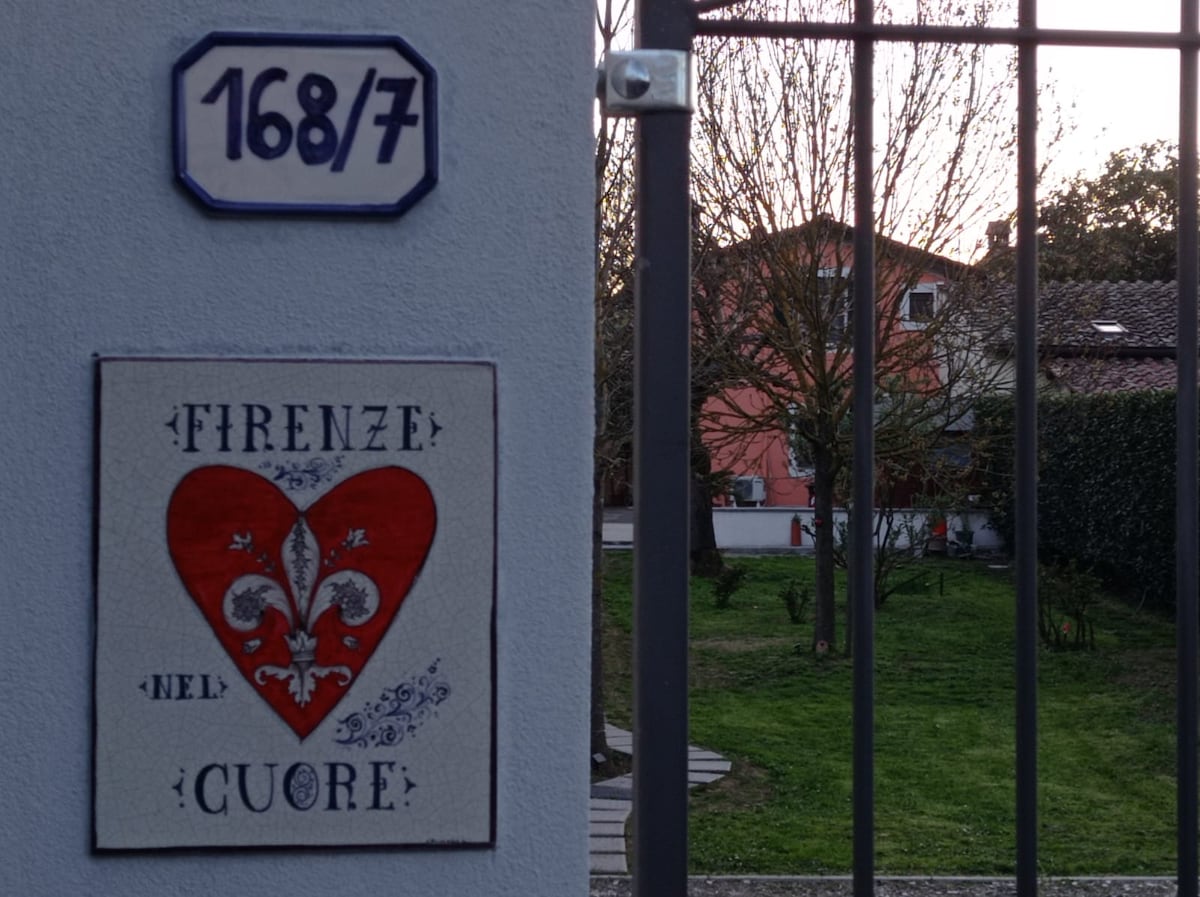 168/7
FIRENZE
NEL
CUORE